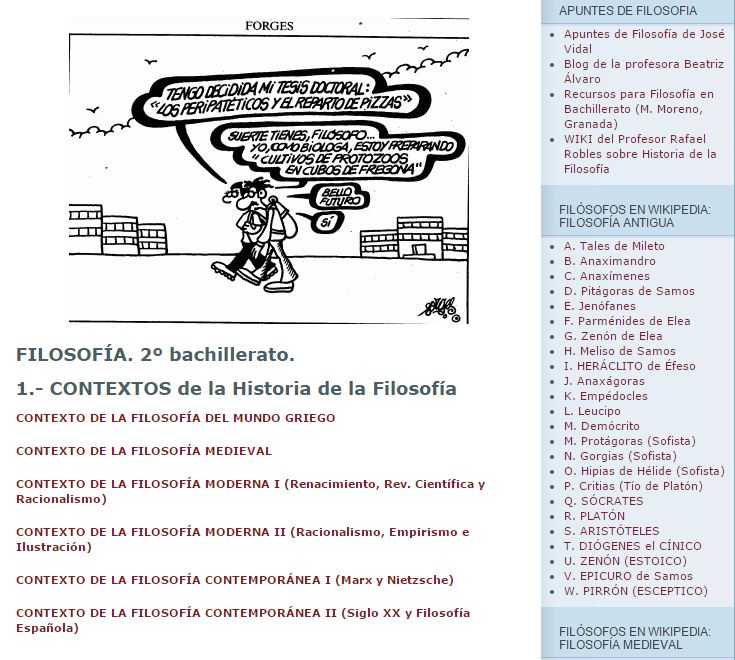 FORGES
TENGO DECIDIDA MI TESIS DOCTORAL:
«LOS PERIPATÉTICOS Y EL REPARTO DE PIZZAS»
SUERTE TIENES, FILÓSOFO...
YO, COMO BIÓLOGA, ESTOY PREPARANDO
"CULTIVOS DE PROTOZOOS
EN CUBOS DE FREGONA"
BELLO
FUTURO
SÍ
FILOSOFÍA. 2º bachillerato.
1.- CONTEXTOS de la Historia de la Filosofía
CONTEXTO DE LA FILOSOFÍA DEL MUNDO GRIEGO
CONTEXTO DE LA FILOSOFÍA MEDIEVAL
CONTEXTO DE LA FILOSOFÍA MODERNA I (Renacimiento, Rev. Científica y
Racionalismo)
CONTEXTO DE LA FILOSOFÍA MODERNA II (Racionalismo, Empirismo e
Ilustración)
CONTEXTO DE LA FILOSOFÍA CONTEMPORÁNEA I (Marx y Nietzsche)
CONTEXTO DE LA FILOSOFÍA CONTEMPORÁNEA II (Siglo XX y Filosofía
Española)
APUNTES DE FILOSOFIA
Apuntes de Filosofía de José
Vidal
Blog de la profesora Beatriz
Álvaro
Recursos para Filosofía en
Bachillerato (M. Moreno,
Granada)
WIKI del Profesor Rafael
Robles sobre Historia de la
Filosofía
FILÓSOFOS EN WIKIPEDIA:
FILOSOFÍA ANTIGUA
A. Tales de Mileto
B. Anaximandro
C. Anaxímenes
D. Pitágoras de Samos
E. Jenófanes
F. Parménides de Elea
G. Zenón de Elea
H. Meliso de Samos
I. HERÁCLITO de Éfeso
J. Anaxágoras
K. Empédocles
L. Leucipo
M. Demócrito
M. Protágoras (Sofista)
N. Gorgias (Sofista)
O. Hipias de Hélide (Sofista)
P. Critias (Tío de Platón)
Q. SÓCRATES
R. PLATÓN
S. ARISTÓTELES
T. DIÓGENES el CÍNICO
U. ZENÓN (ESTOICO)
V. EPICURO de Samos
W. PIRRÓN (ESCEPTICO)
FILÓSOFOS EN WIKIPEDIA:
FILOSOFÍA MEDIEVAL